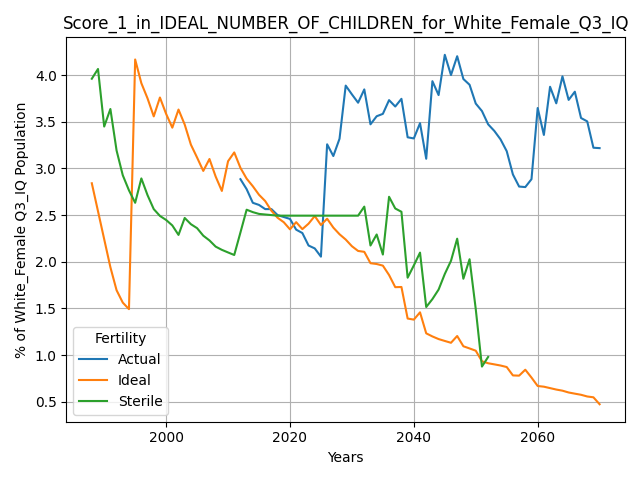 Score_1_in_IDEAL_NUMBER_OF_CHILDREN_for_White_Female_Q3_IQ
% of White_Female Q3_IQ Population
4.0
3.5
3.0
2.5
2.0
1.5
1.0
0.5
Fertility
Actual
Ideal
Sterile
2000
2020
2040
2060
Years